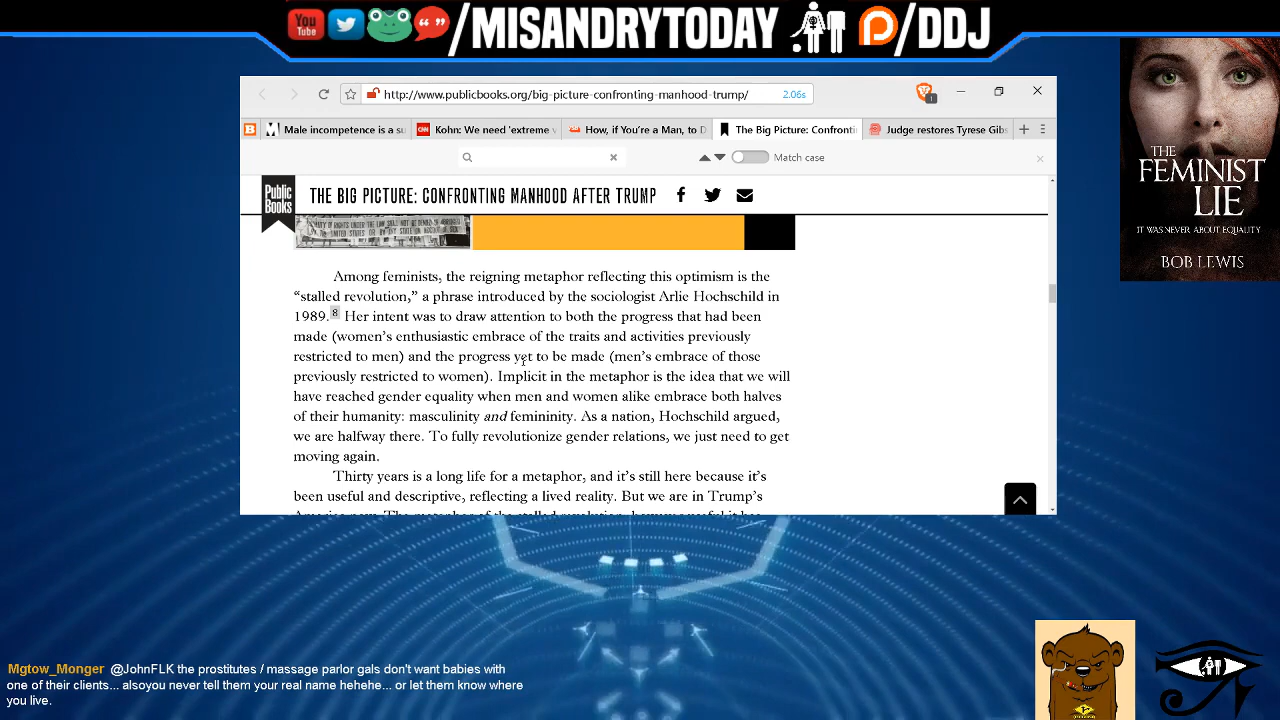 You
Tube
/MISANDRYTODAY
/DDJ
http://www.publicbooks.org/big-picture-confronting-manhood-trump/
2.06s
1
Male incompetence is a su
CNN
Kohn: We need 'extreme v
How, if You're a Man, to D
The Big Picture: Confronti
Judge restores Tyrese Gibs
Match case
Public
Books
THE BIG PICTURE: CONFRONTING MANHOOD AFTER TRUMP
Among feminists, the reigning metaphor reflecting this optimism is the
“stalled revolution,” a phrase introduced by the sociologist Arlie Hochschild in
1989.8 Her intent was to draw attention to both the progress that had been
made (women’s enthusiastic embrace of the traits and activities previously
restricted to men) and the progress yet to be made (men’s embrace of those
previously restricted to women). Implicit in the metaphor is the idea that we will
have reached gender equality when men and women alike embrace both halves
of their humanity: masculinity and femininity. As a nation, Hochschild argued,
we are halfway there. To fully revolutionize gender relations, we just need to get
moving again.
Thirty years is a long life for a metaphor, and it’s still here because it’s
been useful and descriptive, reflecting a lived reality. But we are in Trump’s
THE
FEMINIST
LIE
IT WAS NEVER ABOUT EQUALITY
BOB LEWIS
Mgtow_Monger @JohnFLK the prostitutes / massage parlor gals don't want babies with
one of their clients... alsoyou never tell them your real name hehehe... or let them know where
you live.